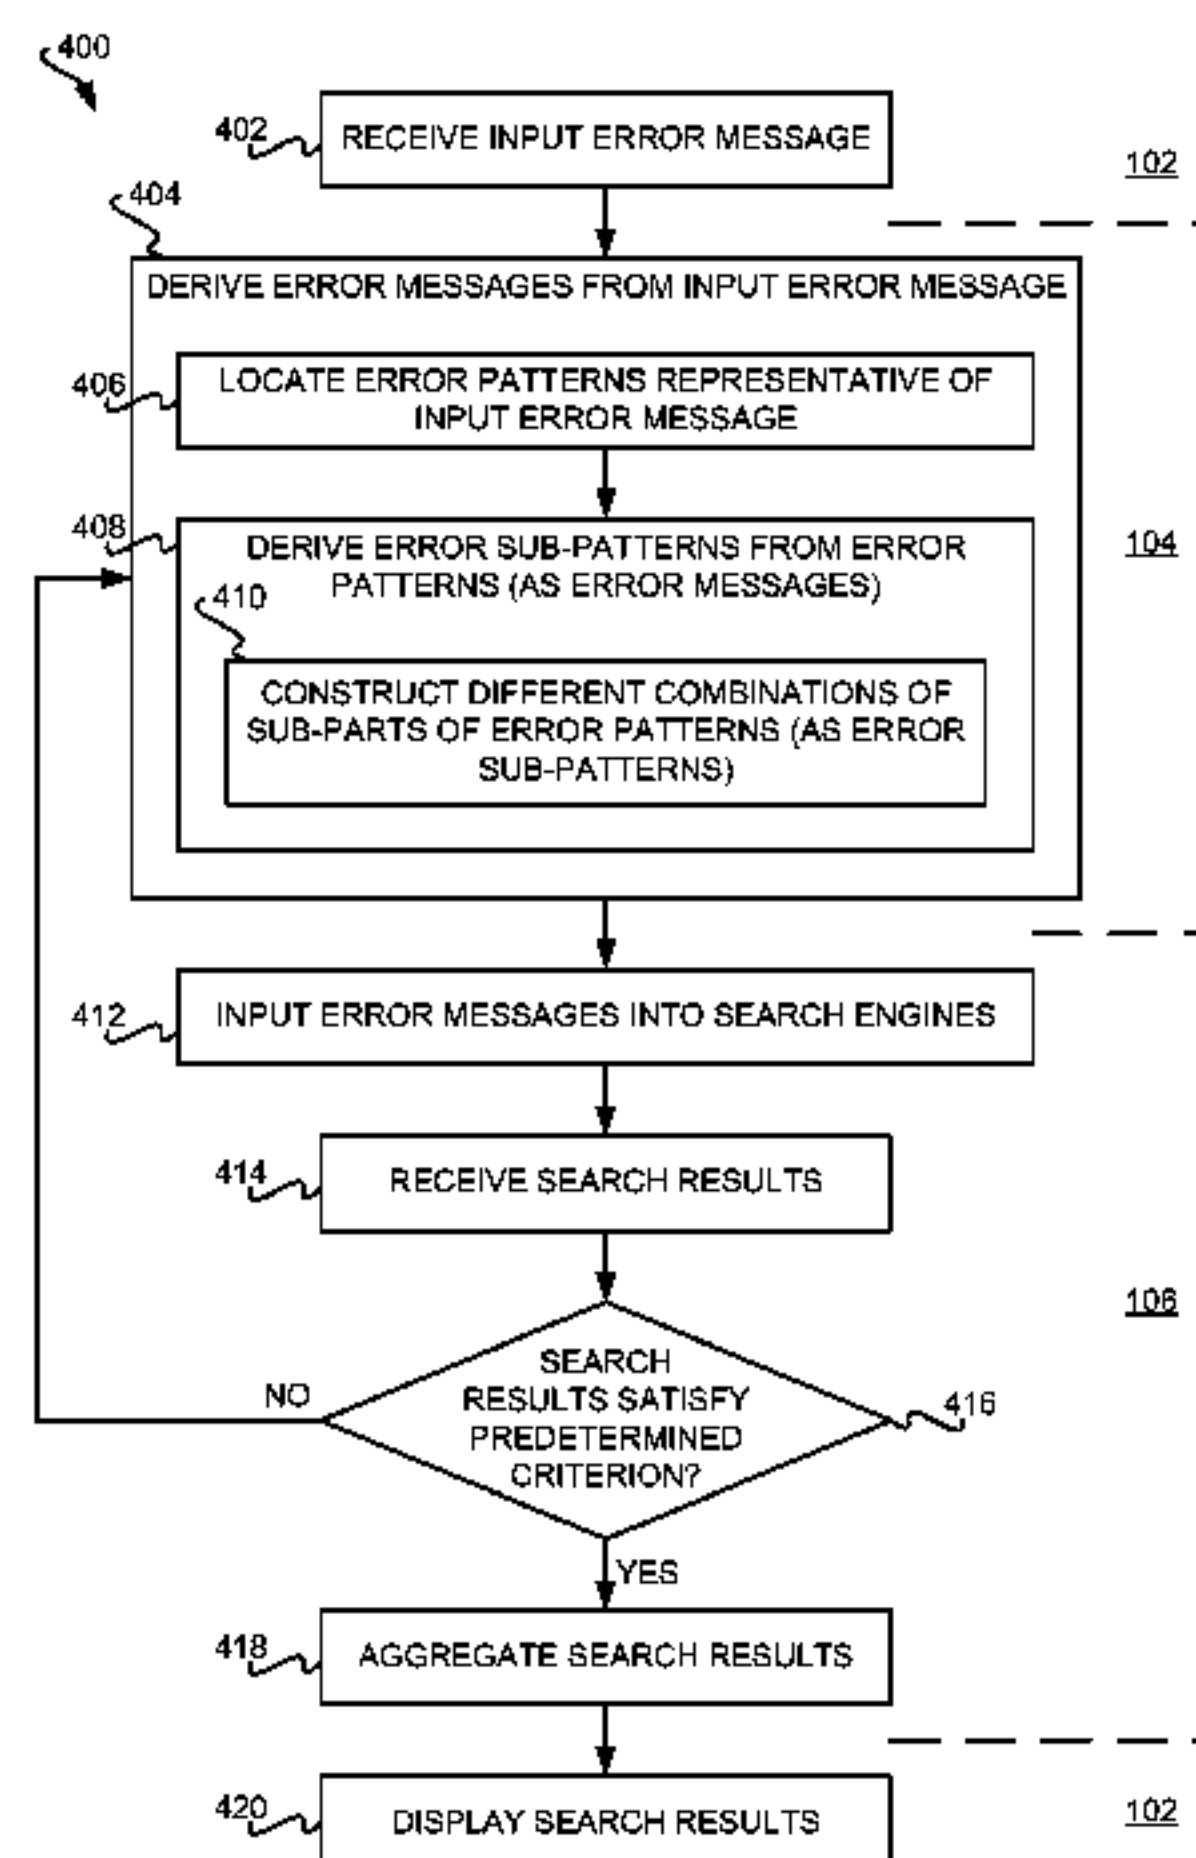 400
402
RECEIVE INPUT ERROR MESSAGE
102
404
DERIVE ERROR MESSAGES FROM INPUT ERROR MESSAGE
406
LOCATE ERROR PATTERNS REPRESENTATIVE OF
INPUT ERROR MESSAGE
408
DERIVE ERROR SUB-PATTERNS FROM ERROR
PATTERNS (AS ERROR MESSAGES)
104
410
CONSTRUCT DIFFERENT COMBINATIONS OF
SUB-PARTS OF ERROR PATTERNS (AS ERROR
SUB-PATTERNS)
412
INPUT ERROR MESSAGES INTO SEARCH ENGINES
414
RECEIVE SEARCH RESULTS
106
SEARCH
RESULTS SATISFY
PREDETERMINED
CRITERION?
NO
416
YES
418
AGGREGATE SEARCH RESULTS
420
DISPLAY SEARCH RESULTS
102